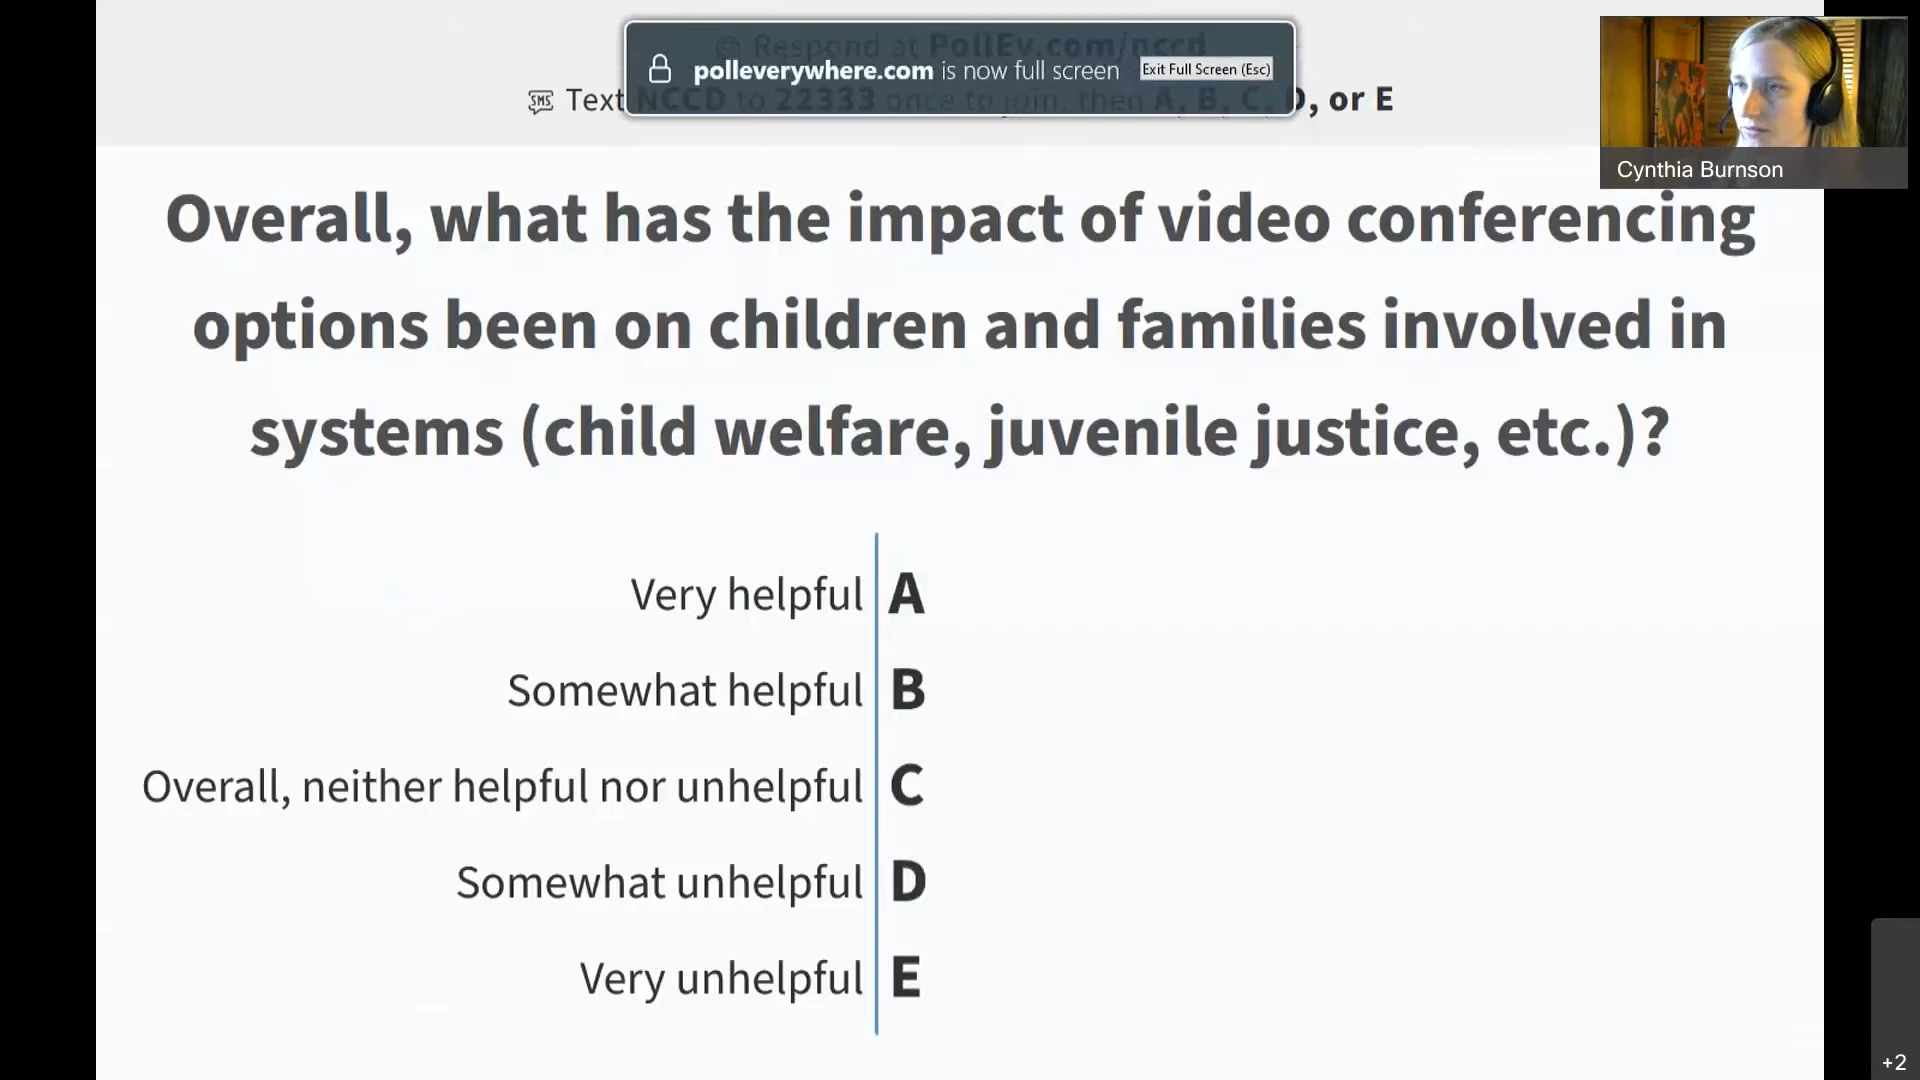 Respond at PollEv.com/nccd
polleverywhere.com is now full screen Exit Full Screen (Esc)
SMS Text NCCD to 22333 once to join, then A, B, C, D, or E
Cynthia Burnson
Overall, what has the impact of video conferencing
options been on children and families involved in
systems (child welfare, juvenile justice, etc.)?
Very helpful A
Somewhat helpful B
Overall, neither helpful nor unhelpful C
Somewhat unhelpful D
Very unhelpful E
+2